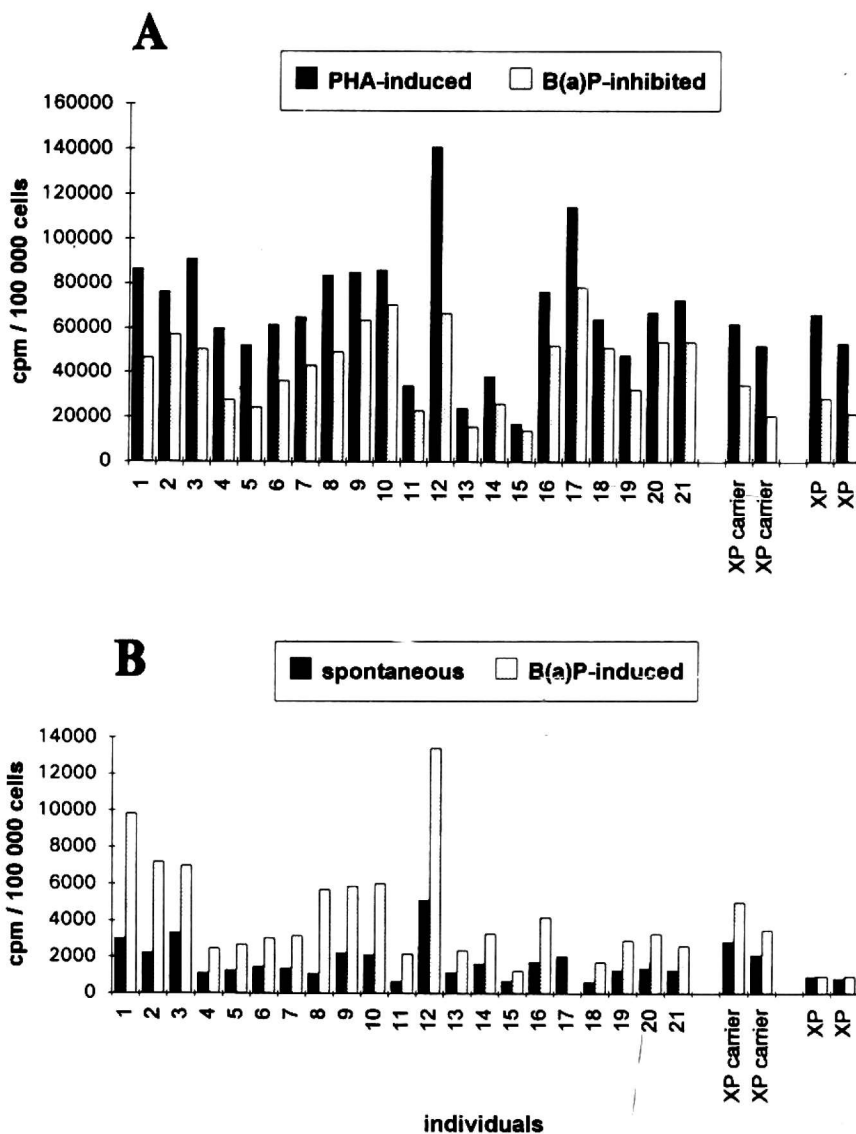 A
PHA-induced B(a)P-inhibited
160000
140000
120000
100000
80000
60000
40000
20000
0
cpm / 100 000 cells
1 2 3 4 5 6 7 8 9 10 11 12 13 14 15 16 17 18 19 20 21 XP carrier XP carrier XP XP
B
spontaneous B(a)P-induced
14000
12000
10000
8000
6000
4000
2000
0
cpm / 100 000 cells
1 2 3 4 5 6 7 8 9 10 11 12 13 14 15 16 17 18 19 20 21 XP carrier XP carrier XP XP
individuals